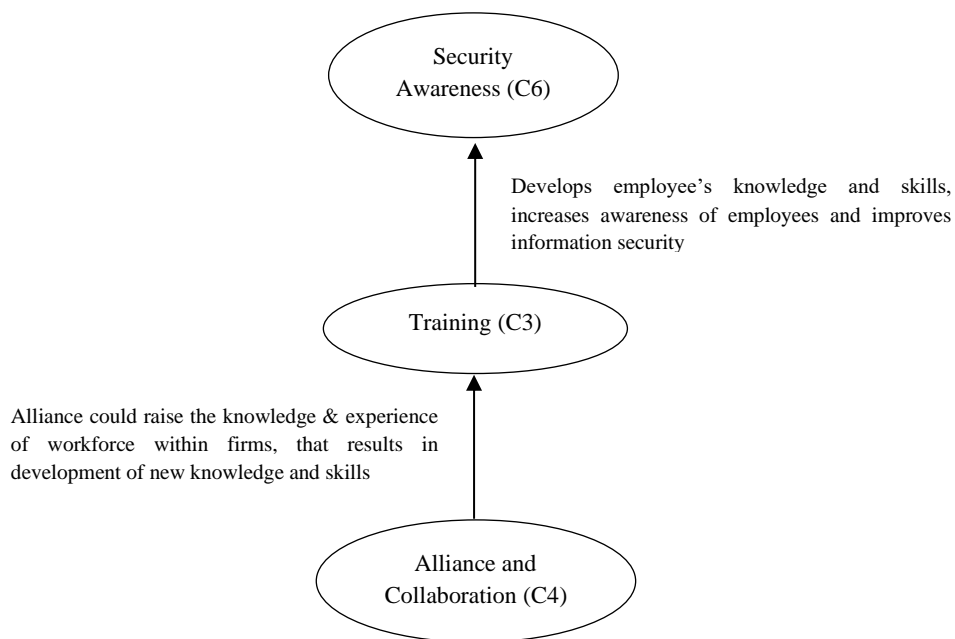 Security
Awareness (C6)
Develops employee’s knowledge and skills,
increases awareness of employees and improves
information security
Training (C3)
Alliance could raise the knowledge & experience
of workforce within firms, that results in
development of new knowledge and skills
Alliance and
Collaboration (C4)